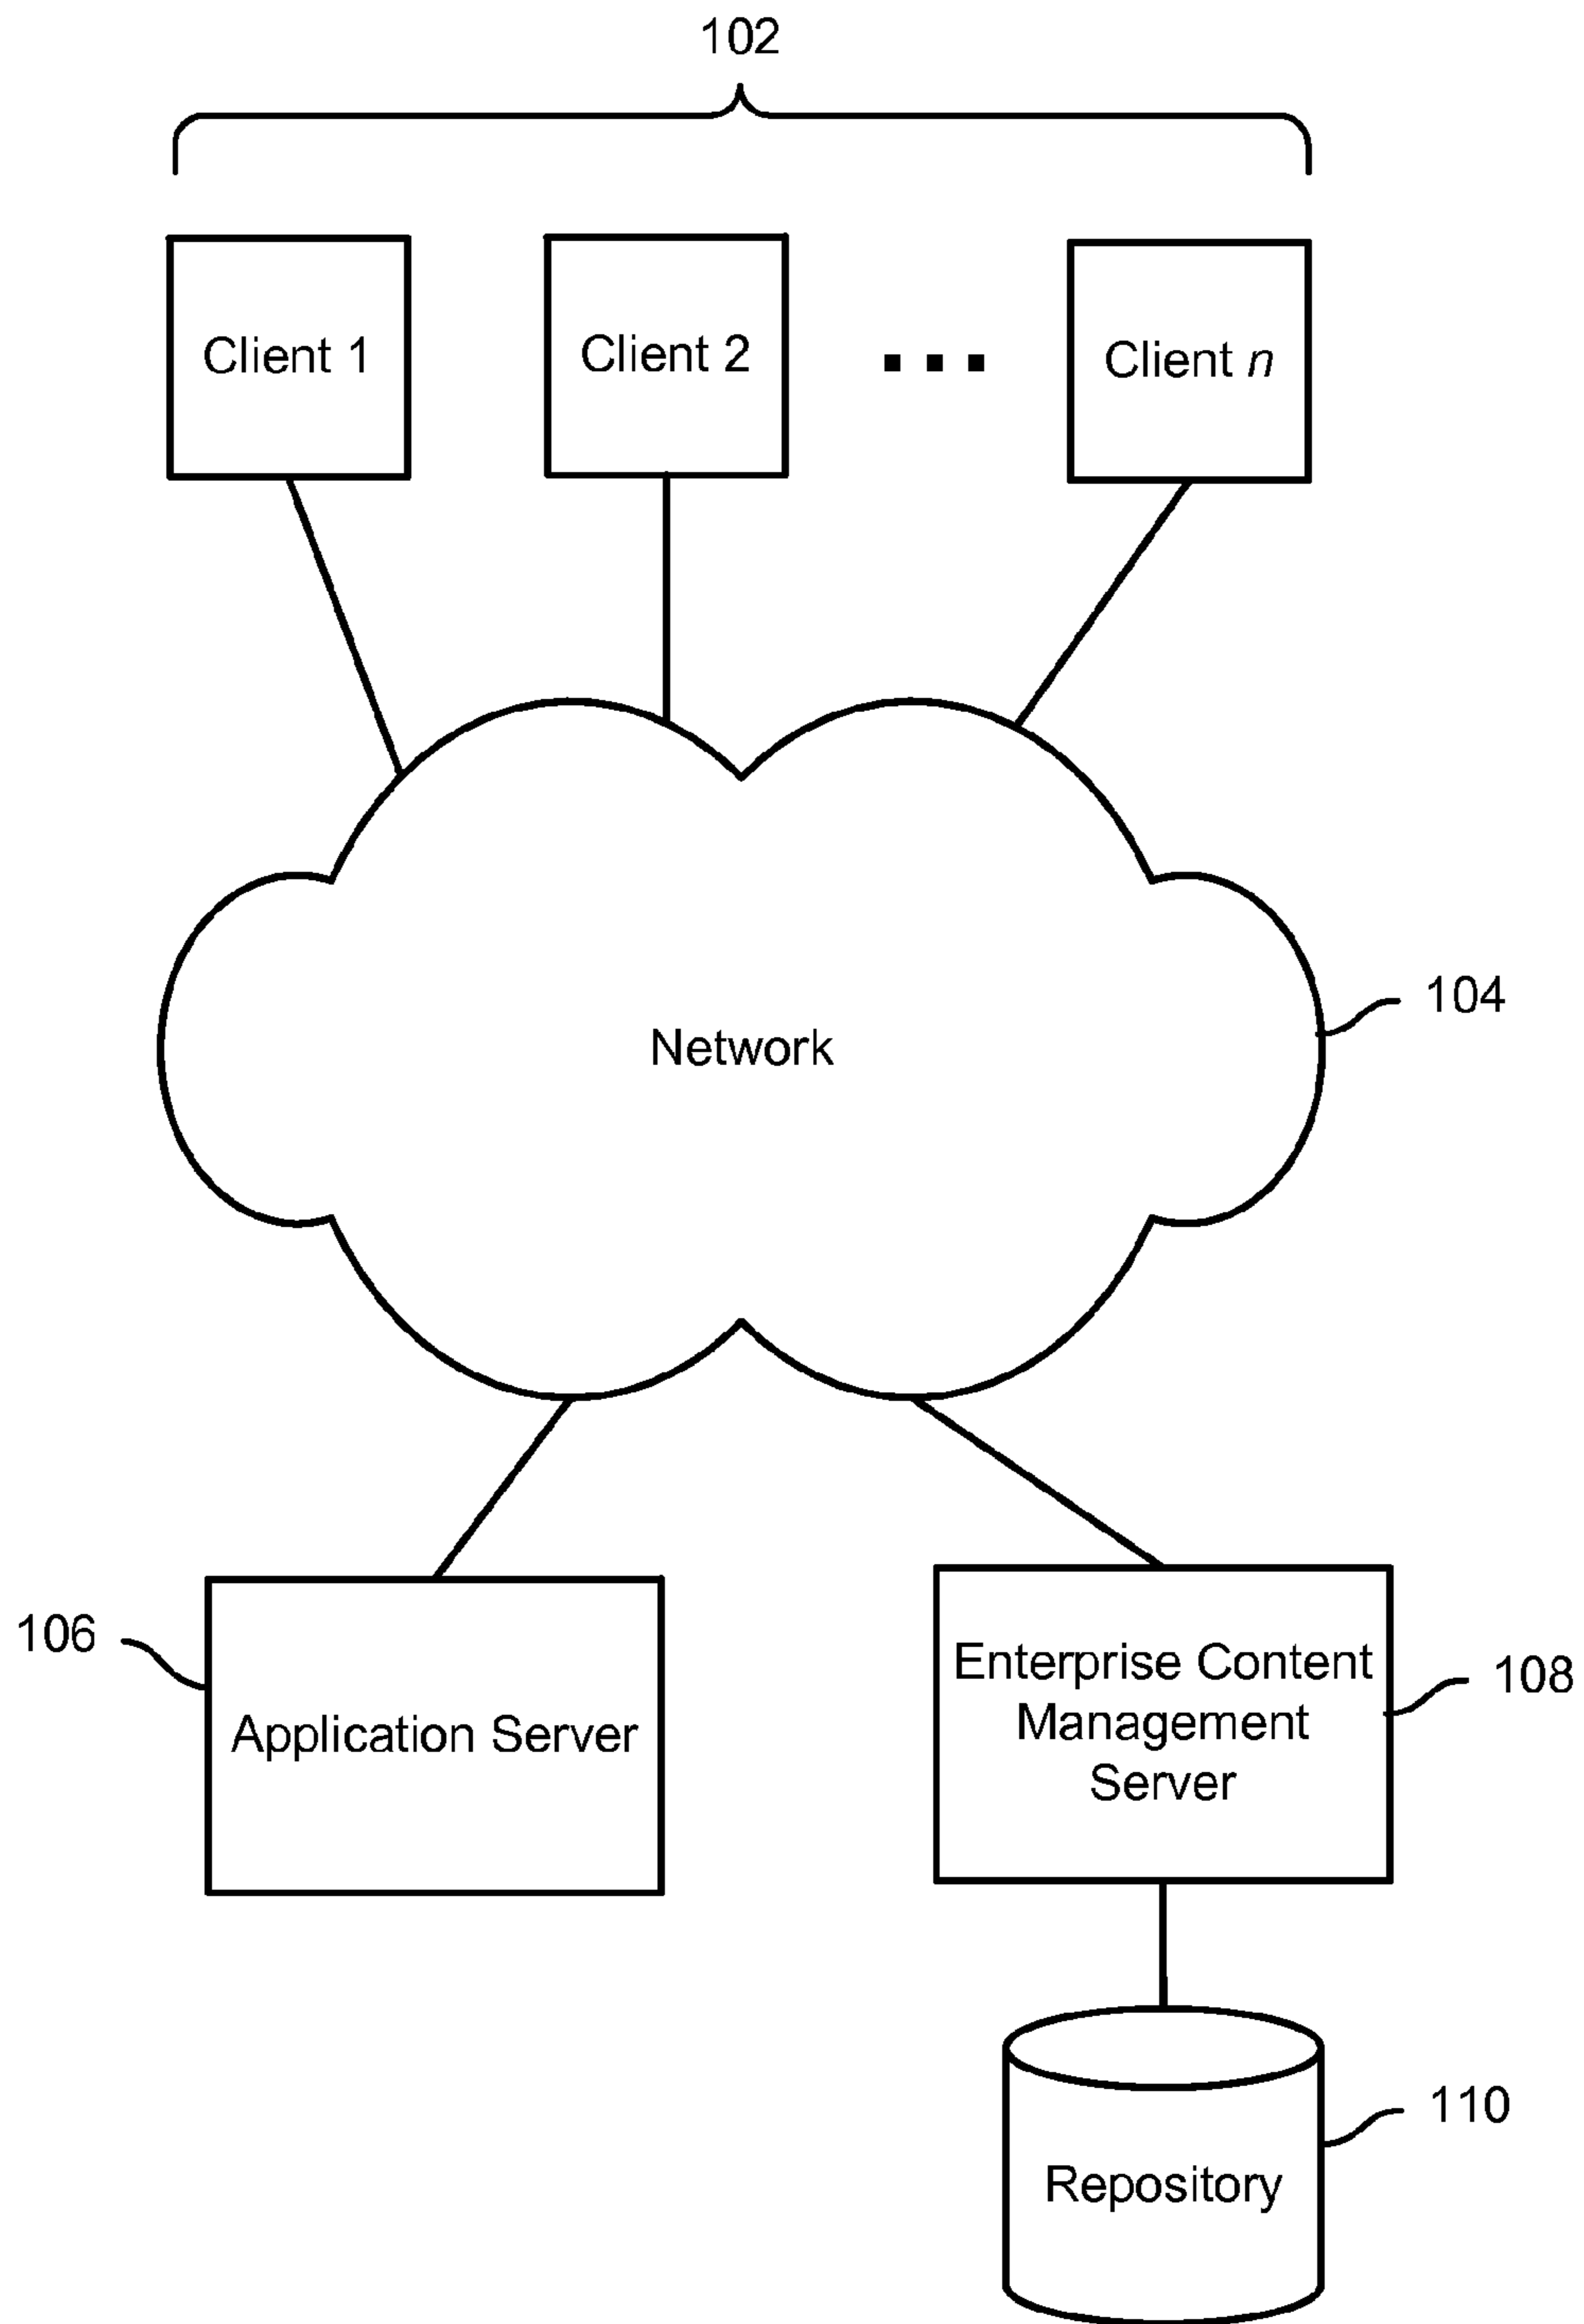 102
Client 1
Client 2
Client n
104
Network
106
Application Server
Enterprise Content
Management
Server
108
110
Repository